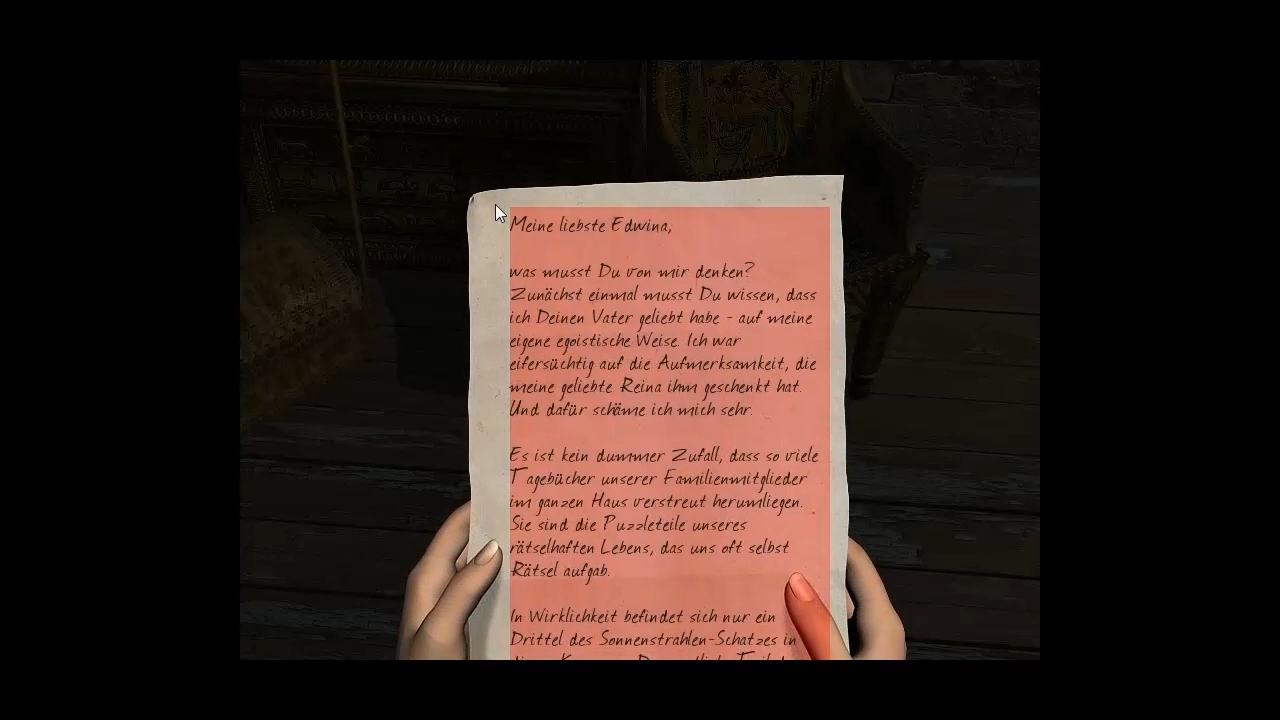 Meine liebste Edwina,
was musst Du von mir denken?
Zunächst einmal musst Du wissen, dass
ich Deinen Vater geliebt habe - auf meine
eigene egoistische Weise. Ich war
eifersüchtig auf die Aufmerksamkeit, die
meine geliebte Reina ihm geschenkt hat.
Und dafür schäme ich mich sehr.
Es ist kein dummer Zufall, dass so viele
Tagebücher unserer Familienmitglieder
im ganzen Haus verstreut herumliegen.
Sie sind die Puzzleteile unseres
rätselhaften Lebens, das uns oft selbst
Rätsel aufgab.
In Wirklichkeit befindet sich nur ein
Drittel des Sonnenstrahlen-Schatzes in